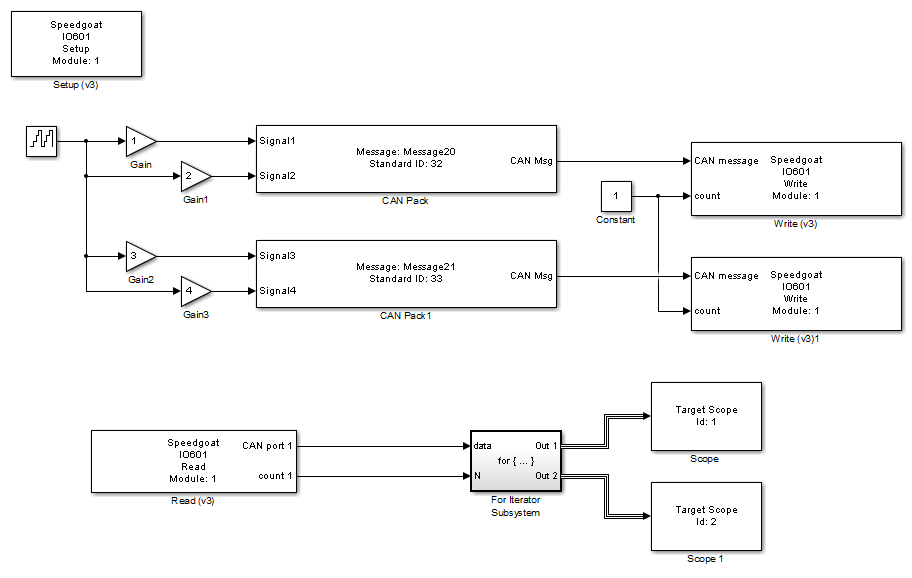 Speedgoat
IO601
Setup
Module: 1
Setup (v3)
1
Gain
2
Gain1
Signal1
Signal2
Message: Message20
Standard ID: 32
CAN Msg
CAN Pack
1
Constant
CAN message
count
Speedgoat
IO601
Write
Module: 1
Write (v3)
3
Gain2
4
Gain3
Signal3
Signal4
Message: Message21
Standard ID: 33
CAN Msg
CAN Pack1
CAN message
count
Speedgoat
IO601
Write
Module: 1
Write (v3)1
Speedgoat
IO601
Read
Module: 1
CAN port 1
count 1
Read (v3)
data
N
for { ... }
Out 1
Out 2
For Iterator
Subsystem
Target Scope
Id: 1
Scope
Target Scope
Id: 2
Scope 1